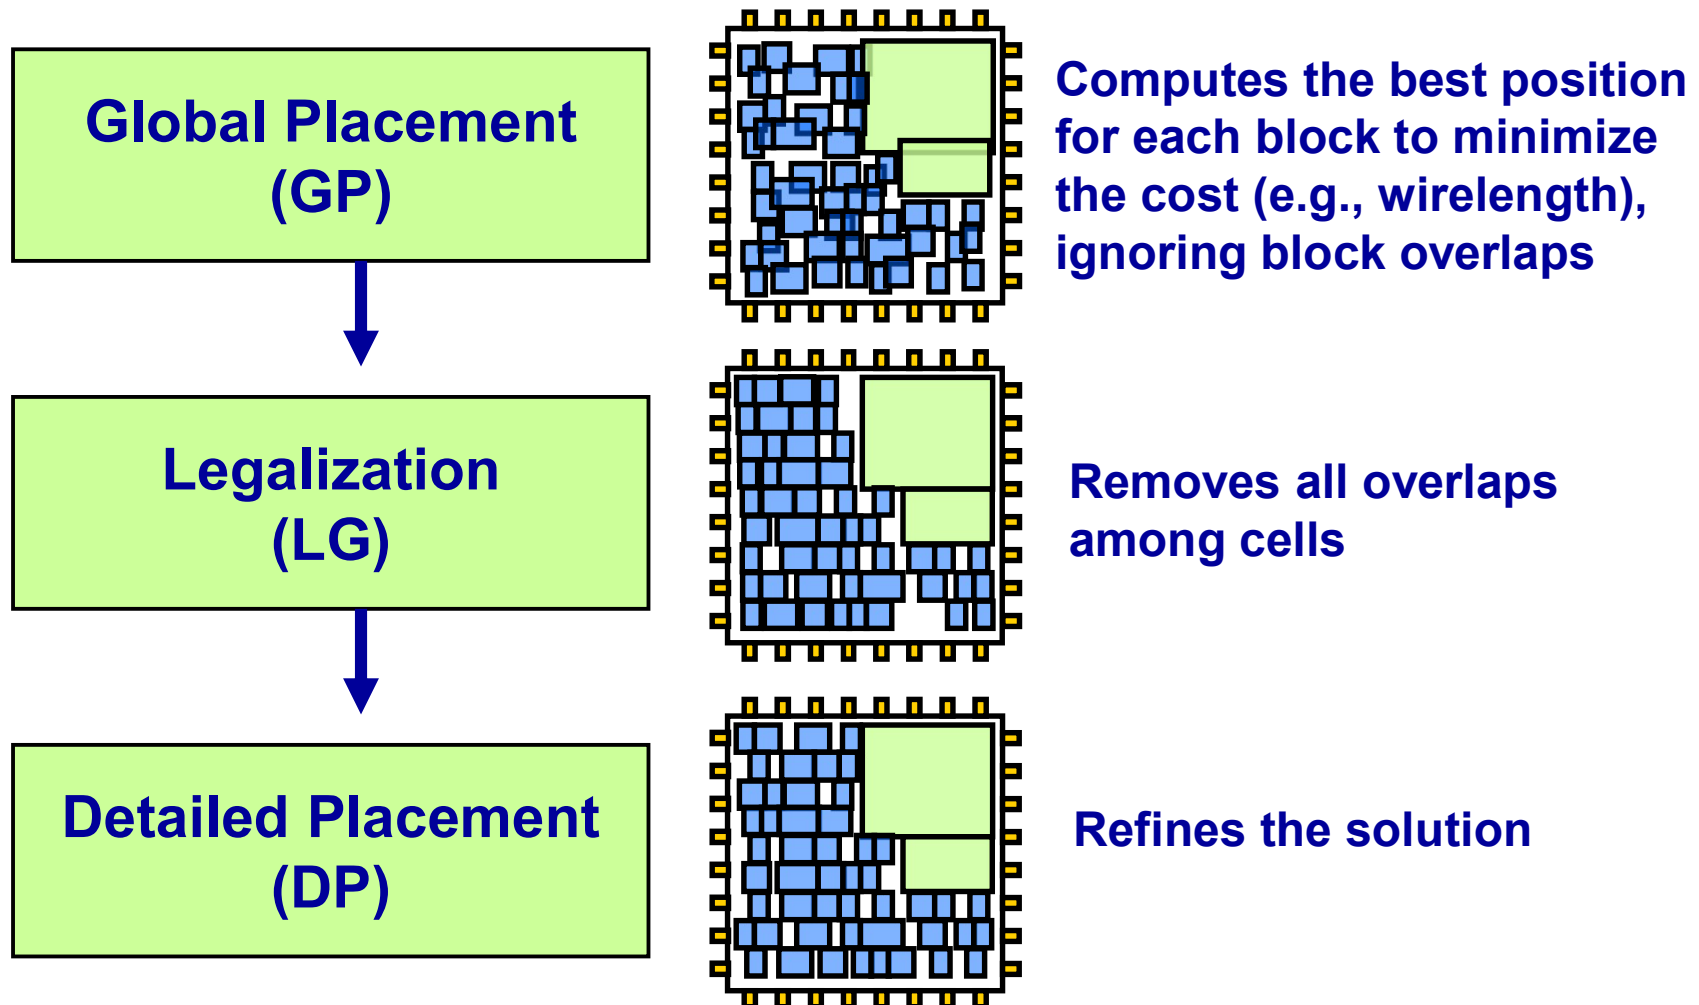 Global Placement
(GP)
Computes the best position
for each block to minimize
the cost (e.g., wirelength),
ignoring block overlaps
Legalization
(LG)
Removes all overlaps
among cells
Detailed Placement
(DP)
Refines the solution